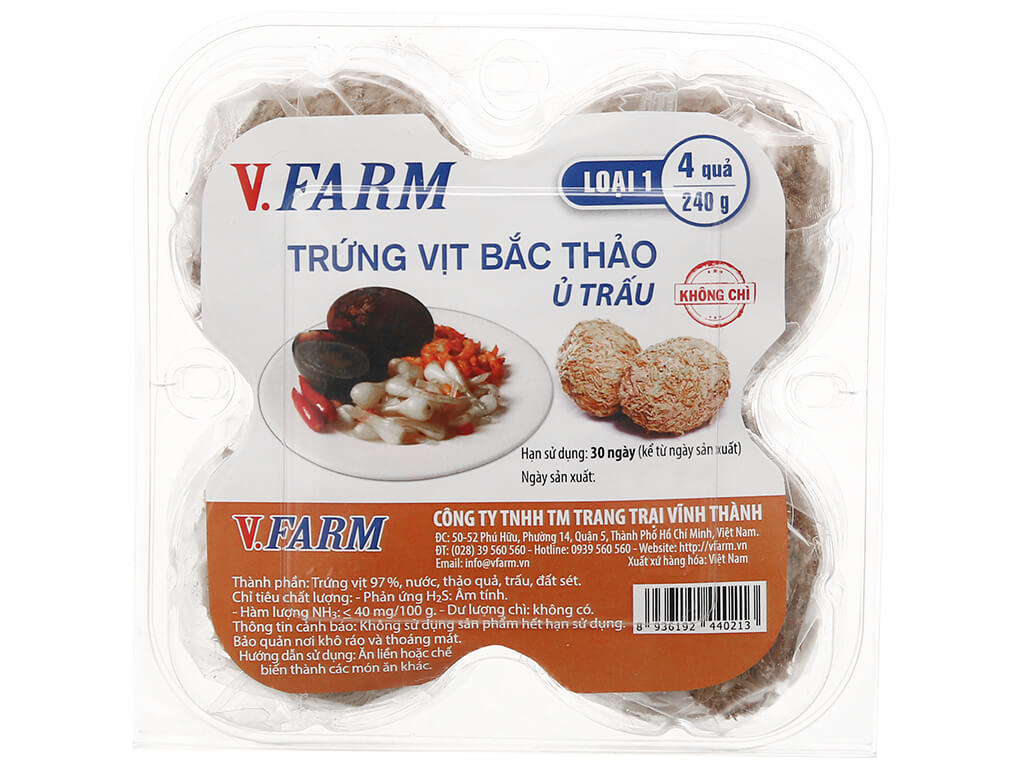 V.FARM
LOẠI 1
4 quả
240 g
TRỨNG VỊT BẮC THẢO
Ủ TRẤU
KHÔNG CHÌ
Hạn sử dụng: 30 ngày (kể từ ngày sản xuất)
Ngày sản xuất:
V.FARM
CÔNG TY TNHH TM TRANG TRẠI VĨNH THÀNH
ĐC: 50-52 Phú Hữu, Phường 14, Quận 5, Thành Phố Hồ Chí Minh, Việt Nam.
ĐT: (028) 39 560 560 - Hotline: 0939 560 560 - Website: http://vfarm.vn
Email: info@vfarm.vn Xuất xứ hàng hóa: Việt Nam
Thành phần: Trứng vịt 97%, nước, thảo quả, trấu, đất sét.
Chỉ tiêu chất lượng: - Phản ứng H₂S: Âm tính.
- Hàm lượng NH₃: ≤ 40 mg/100 g. - Dư lượng chì: không có.
Thông tin cảnh báo: Không sử dụng sản phẩm hết hạn sử dụng.
Bảo quản nơi khô ráo và thoáng mát.
Hướng dẫn sử dụng: Ăn liền hoặc chế
biến thành các món ăn khác.
8 936192 440213